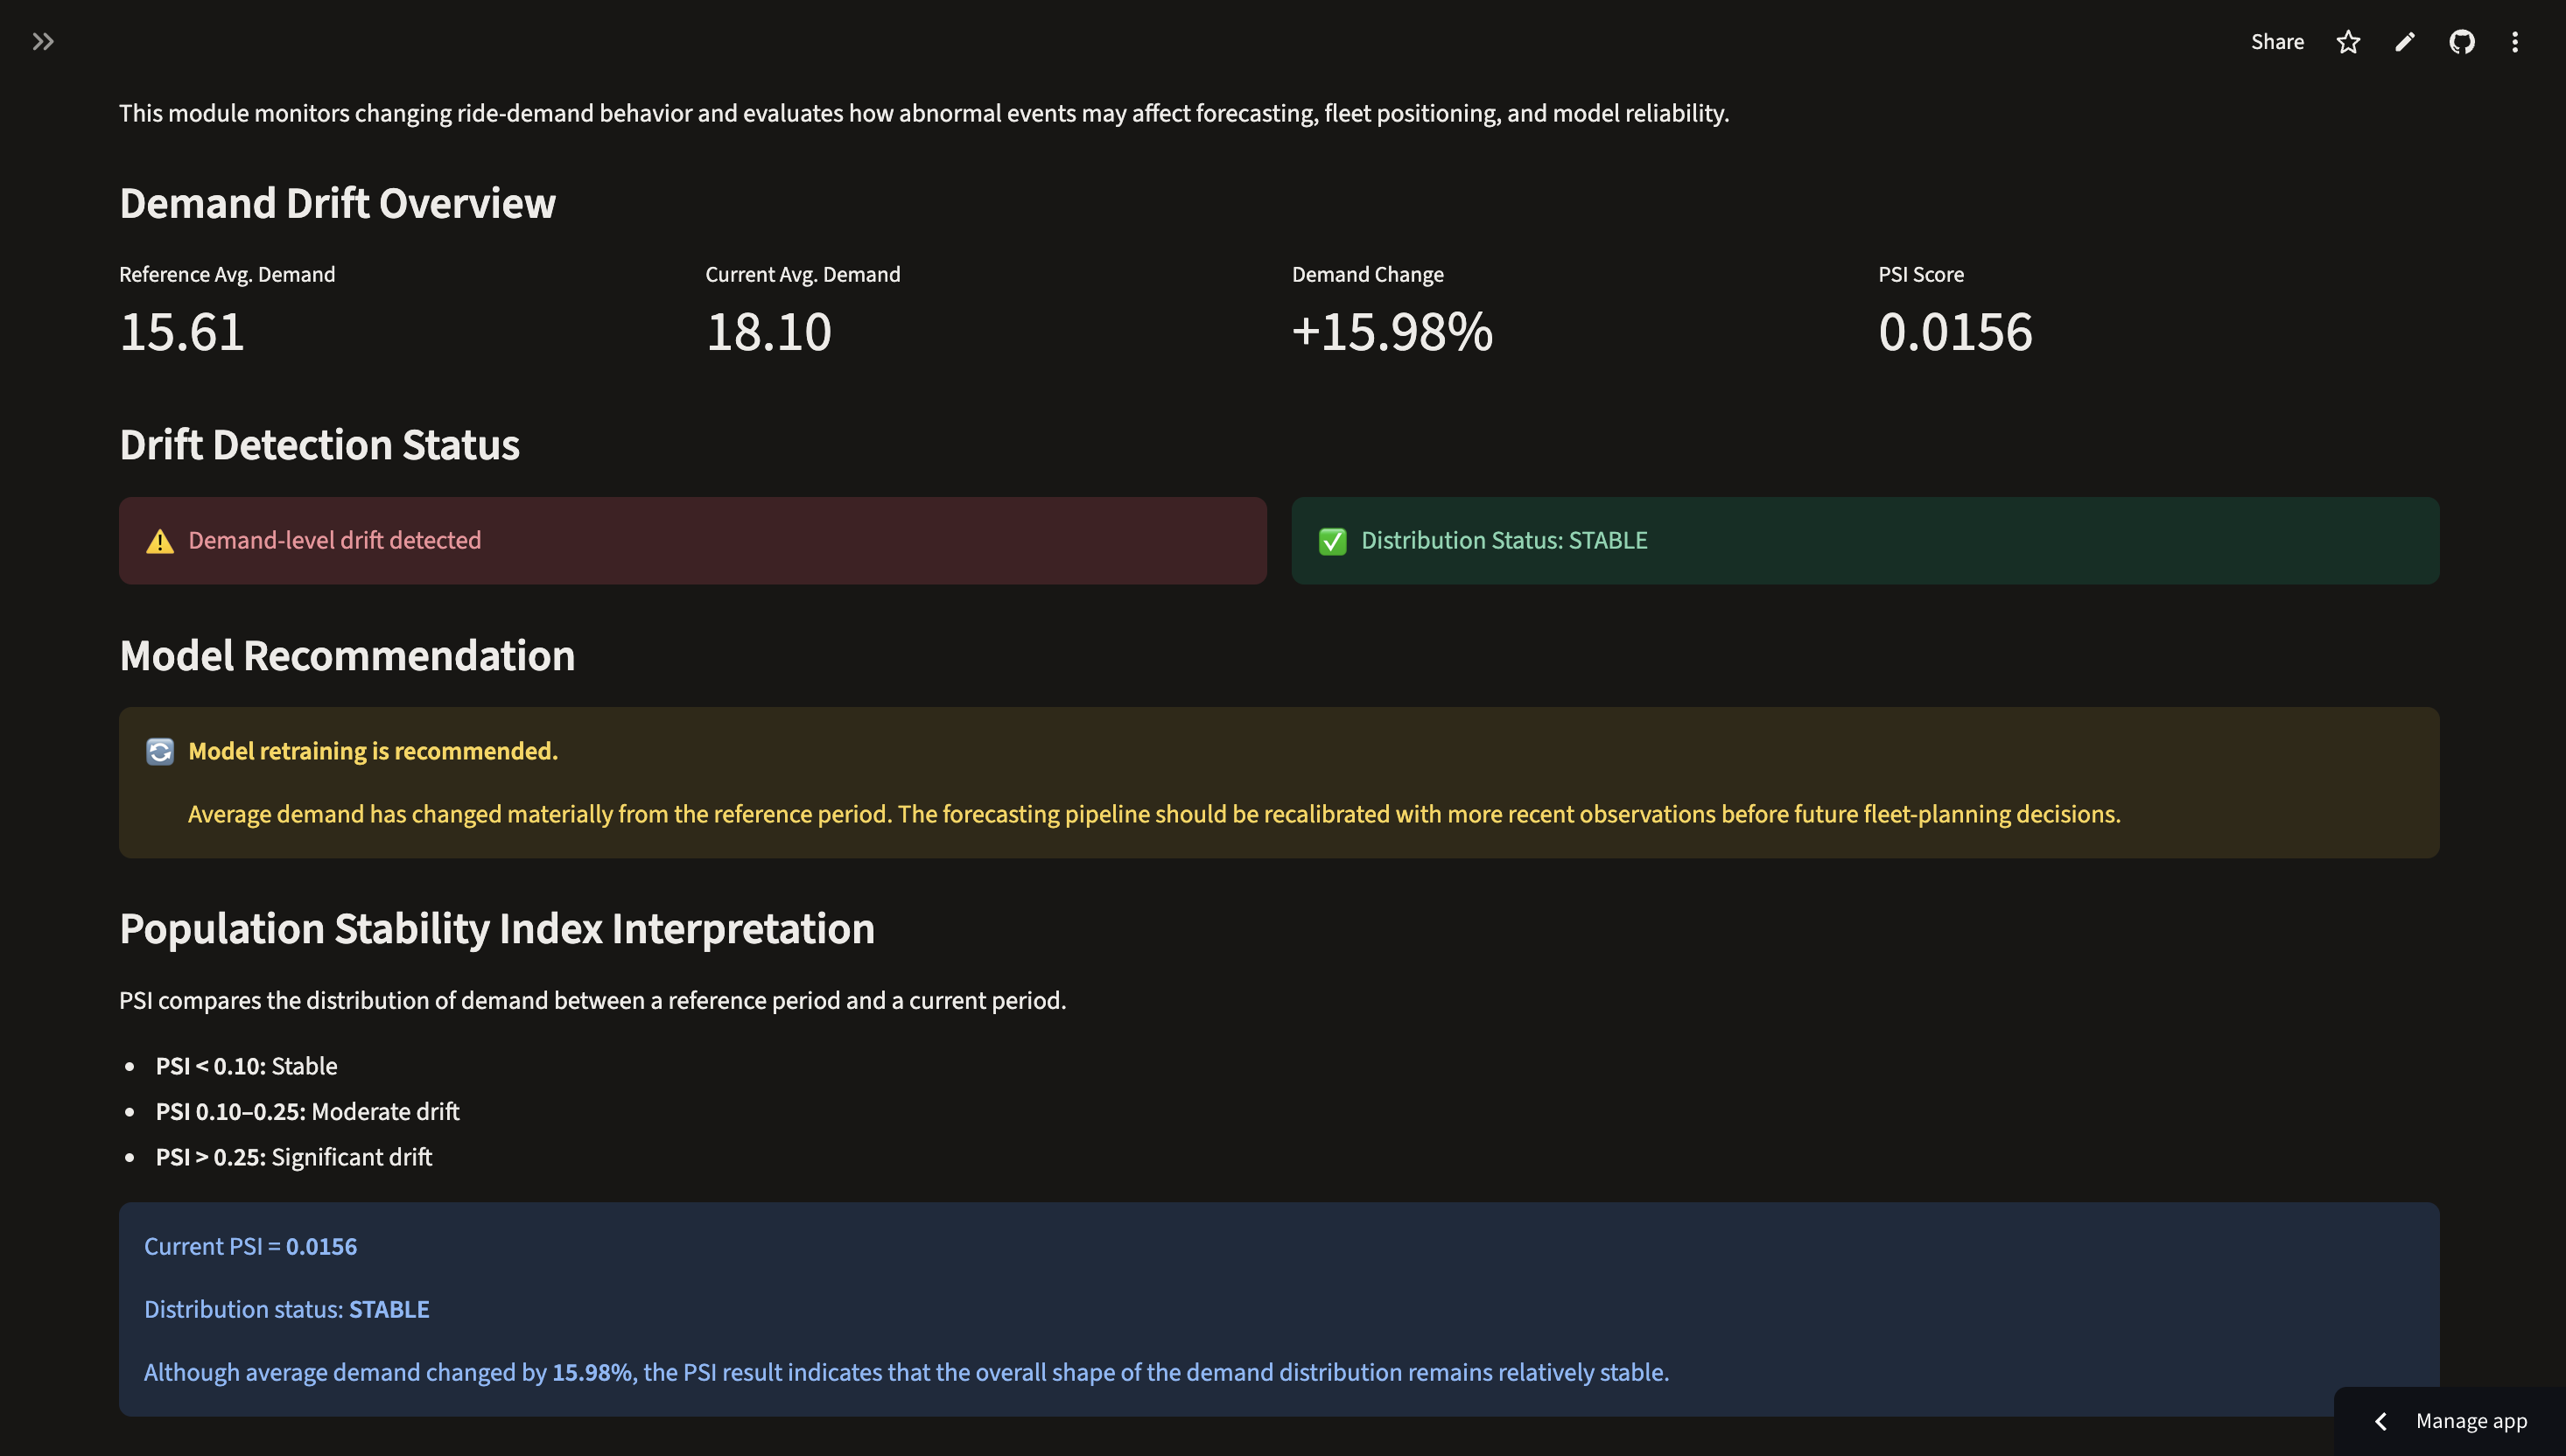 Share
This module monitors changing ride-demand behavior and evaluates how abnormal events may affect forecasting, fleet positioning, and model reliability.
Demand Drift Overview
Reference Avg. Demand
15.61
Current Avg. Demand
18.10
Demand Change
+15.98%
PSI Score
0.0156
Drift Detection Status
Demand-level drift detected
Distribution Status: STABLE
Model Recommendation
Model retraining is recommended.
Average demand has changed materially from the reference period. The forecasting pipeline should be recalibrated with more recent observations before future fleet-planning decisions.
Population Stability Index Interpretation
PSI compares the distribution of demand between a reference period and a current period.
• PSI < 0.10: Stable
• PSI 0.10–0.25: Moderate drift
• PSI > 0.25: Significant drift
Current PSI = 0.0156
Distribution status: STABLE
Although average demand changed by 15.98%, the PSI result indicates that the overall shape of the demand distribution remains relatively stable.
Manage app